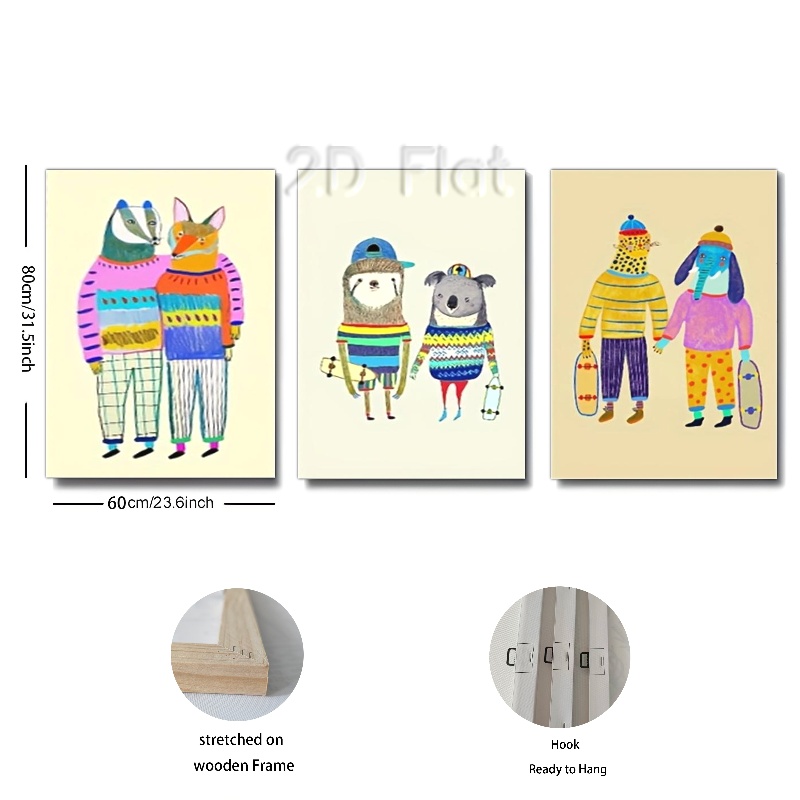 2D Flat
80cm/31.5inch
60cm/23.6inch
stretched on
wooden Frame
Hook
Ready to Hang